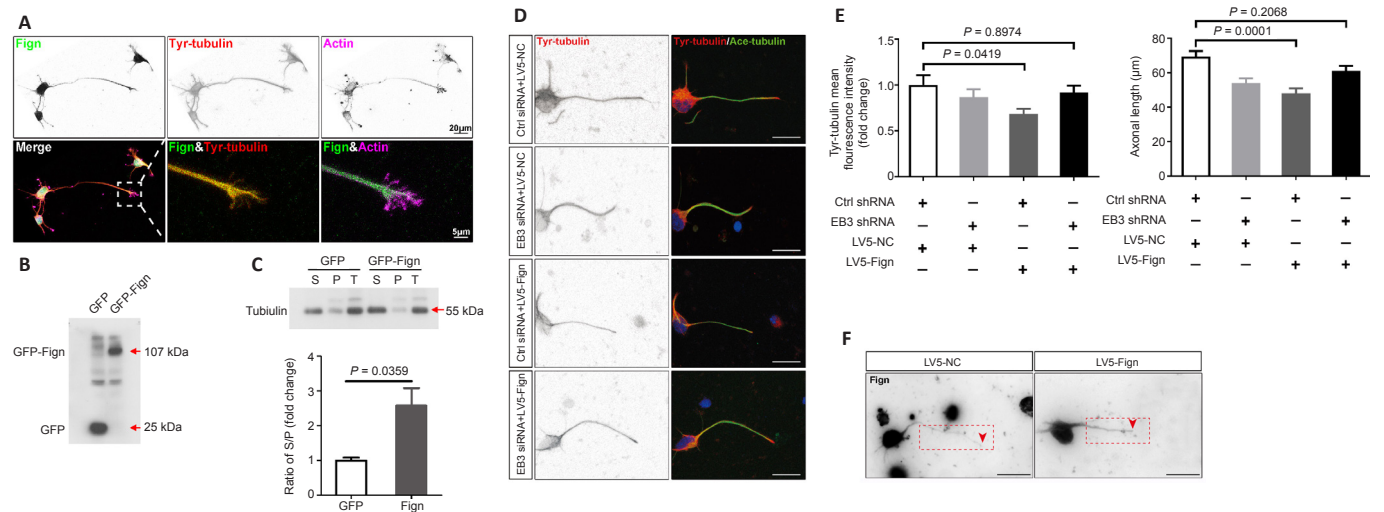 A
Fign
Tyr-tubulin
Actin
20μm
Merge
Fign&Tyr-tubulin
Fign&Actin
5μm
B
GFP
GFP-Fign
GFP-Fign
107 kDa
GFP
25 kDa
C
GFP
GFP-Fign
S P T S P T
Tubiulin
55 kDa
Ratio of S/P (fold change)
P = 0.0359
4
3
2
1
0
GFP
Fign
D
Tyr-tubulin
Tyr-tubulin/Ace-tubulin
Ctrl siRNA+LV5-NC
EB3 siRNA+LV5-NC
Ctrl siRNA+LV5-Fign
EB3 siRNA+LV5-Fign
E
P = 0.8974
P = 0.0419
Tyr-tubulin mean
flourescence intensity
(fold change)
1.5
1.0
0.5
0.0
Ctrl shRNA + – + –
EB3 shRNA – + – +
LV5-NC + + – –
LV5-Fign – – + +
P = 0.2068
P = 0.0001
Axonal length (μm)
80
60
40
20
0
Ctrl shRNA + – + –
EB3 shRNA – + – +
LV5-NC + + – –
LV5-Fign – – + +
F
LV5-NC
LV5-Fign
Fign